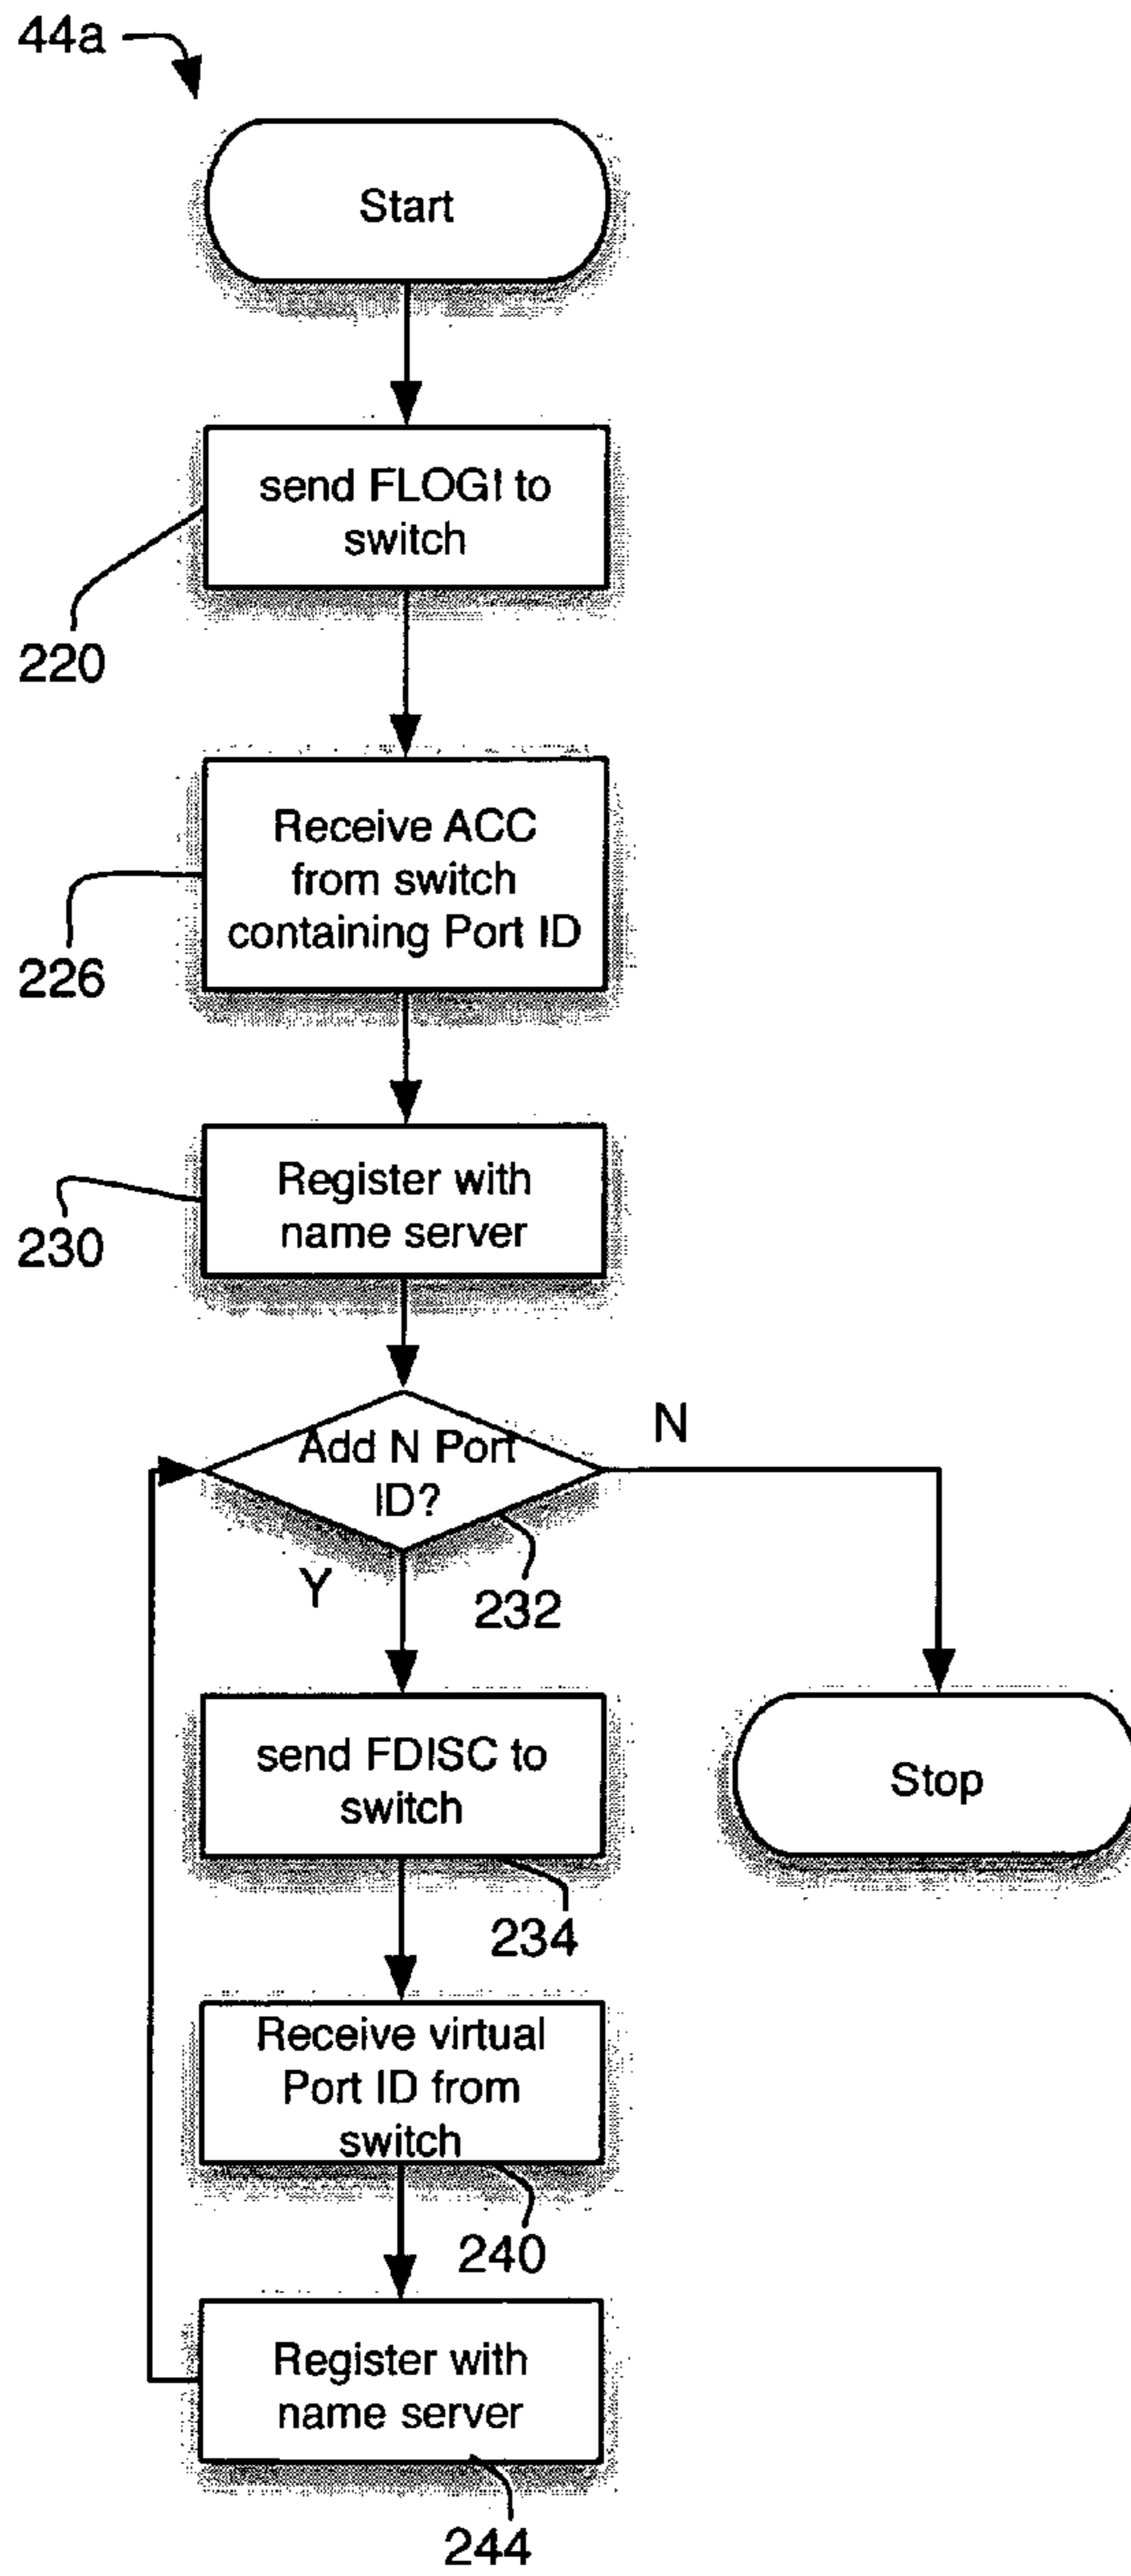 44a
Start
send FLOGI to
switch
220
Receive ACC
from switch
containing Port ID
226
Register with
name server
230
Add N Port
ID?
N
Y
232
send FDISC to
switch
Stop
234
Receive virtual
Port ID from
switch
240
Register with
name server
244